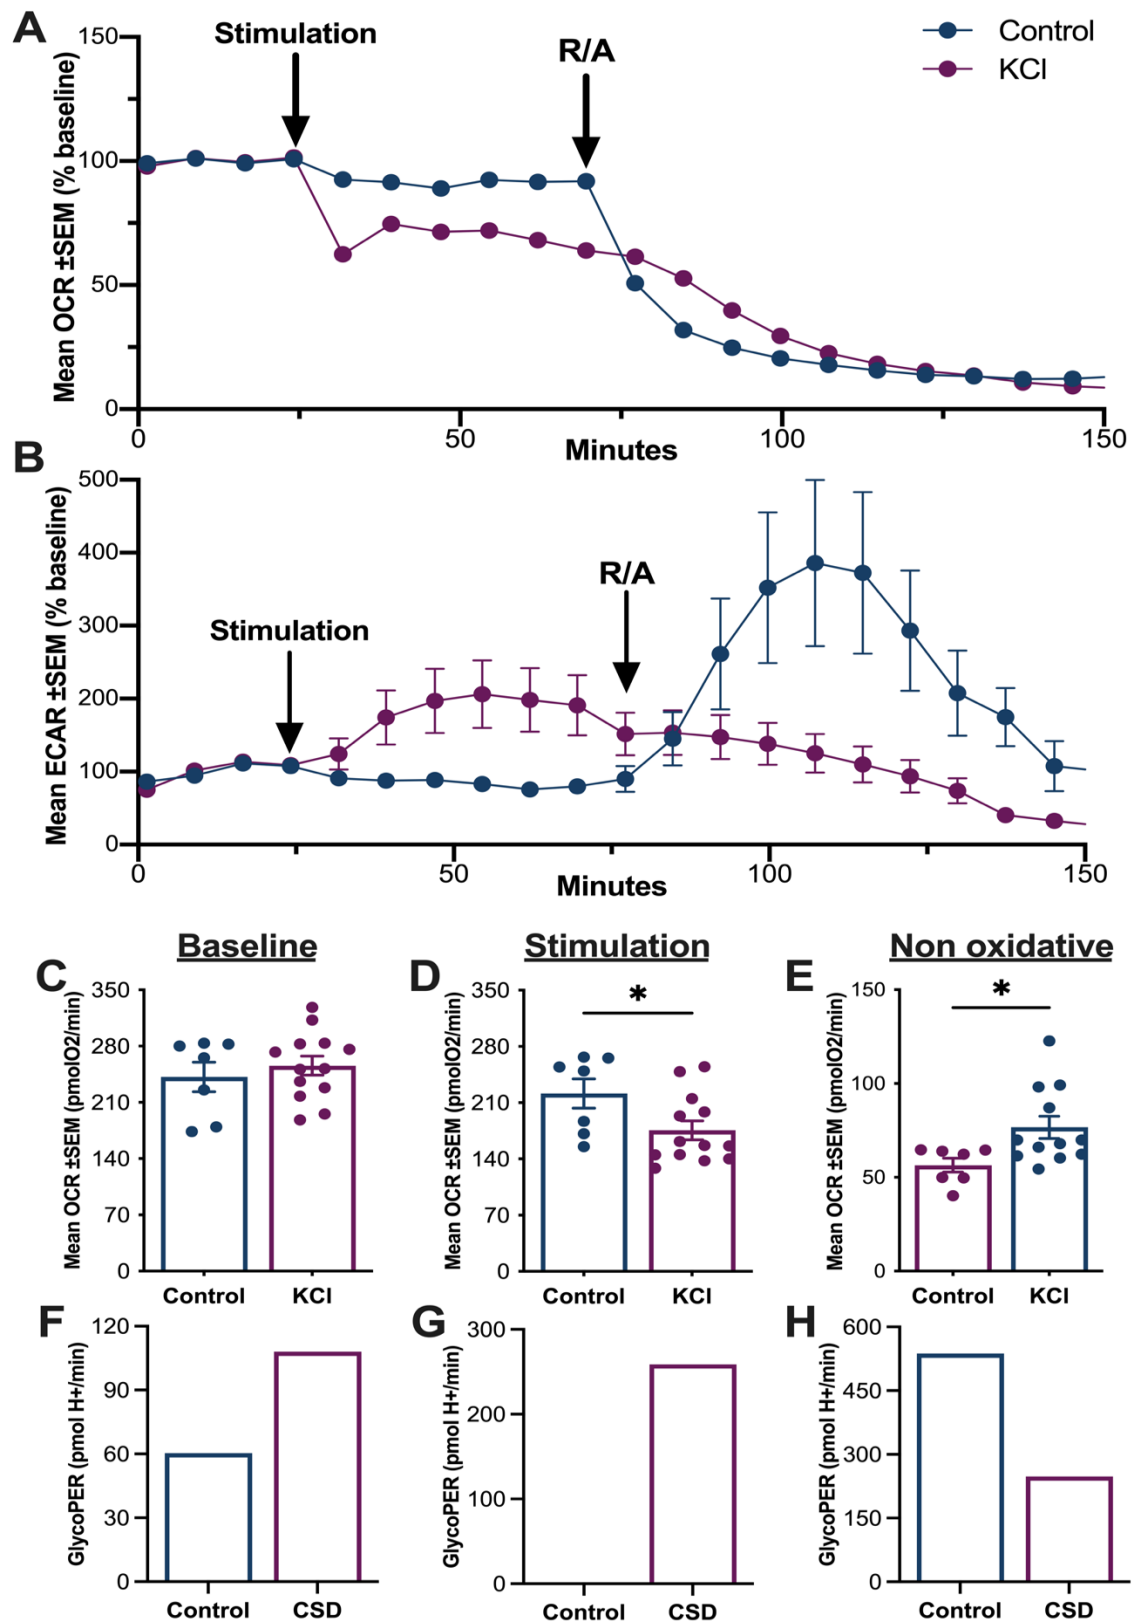 A
Stimulation
R/A
Control
KCl
Mean OCR ±SEM (% baseline)
150
100
50
0
0
50
100
150
Minutes
B
Stimulation
R/A
Mean ECAR ±SEM (% baseline)
500
400
300
200
100
0
0
50
100
150
Minutes
Baseline
Stimulation
Non oxidative
C
Mean OCR ±SEM (pmolO2/min)
350
280
210
140
70
0
Control
KCl
D
*
Mean OCR ±SEM (pmolO2/min)
350
280
210
140
70
0
Control
KCl
E
*
Mean OCR ±SEM (pmolO2/min)
150
100
50
0
Control
KCl
F
GlycoPER (pmol H+/min)
120
90
60
30
0
Control
CSD
G
GlycoPER (pmol H+/min)
300
200
100
0
Control
CSD
H
GlycoPER (pmol H+/min)
600
450
300
150
0
Control
CSD